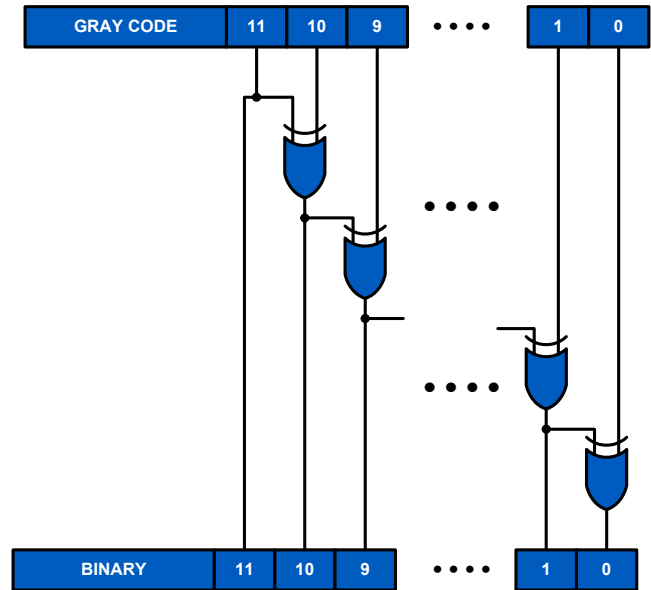 GRAY CODE 11 10 9 •••• 1 0
BINARY 11 10 9 •••• 1 0